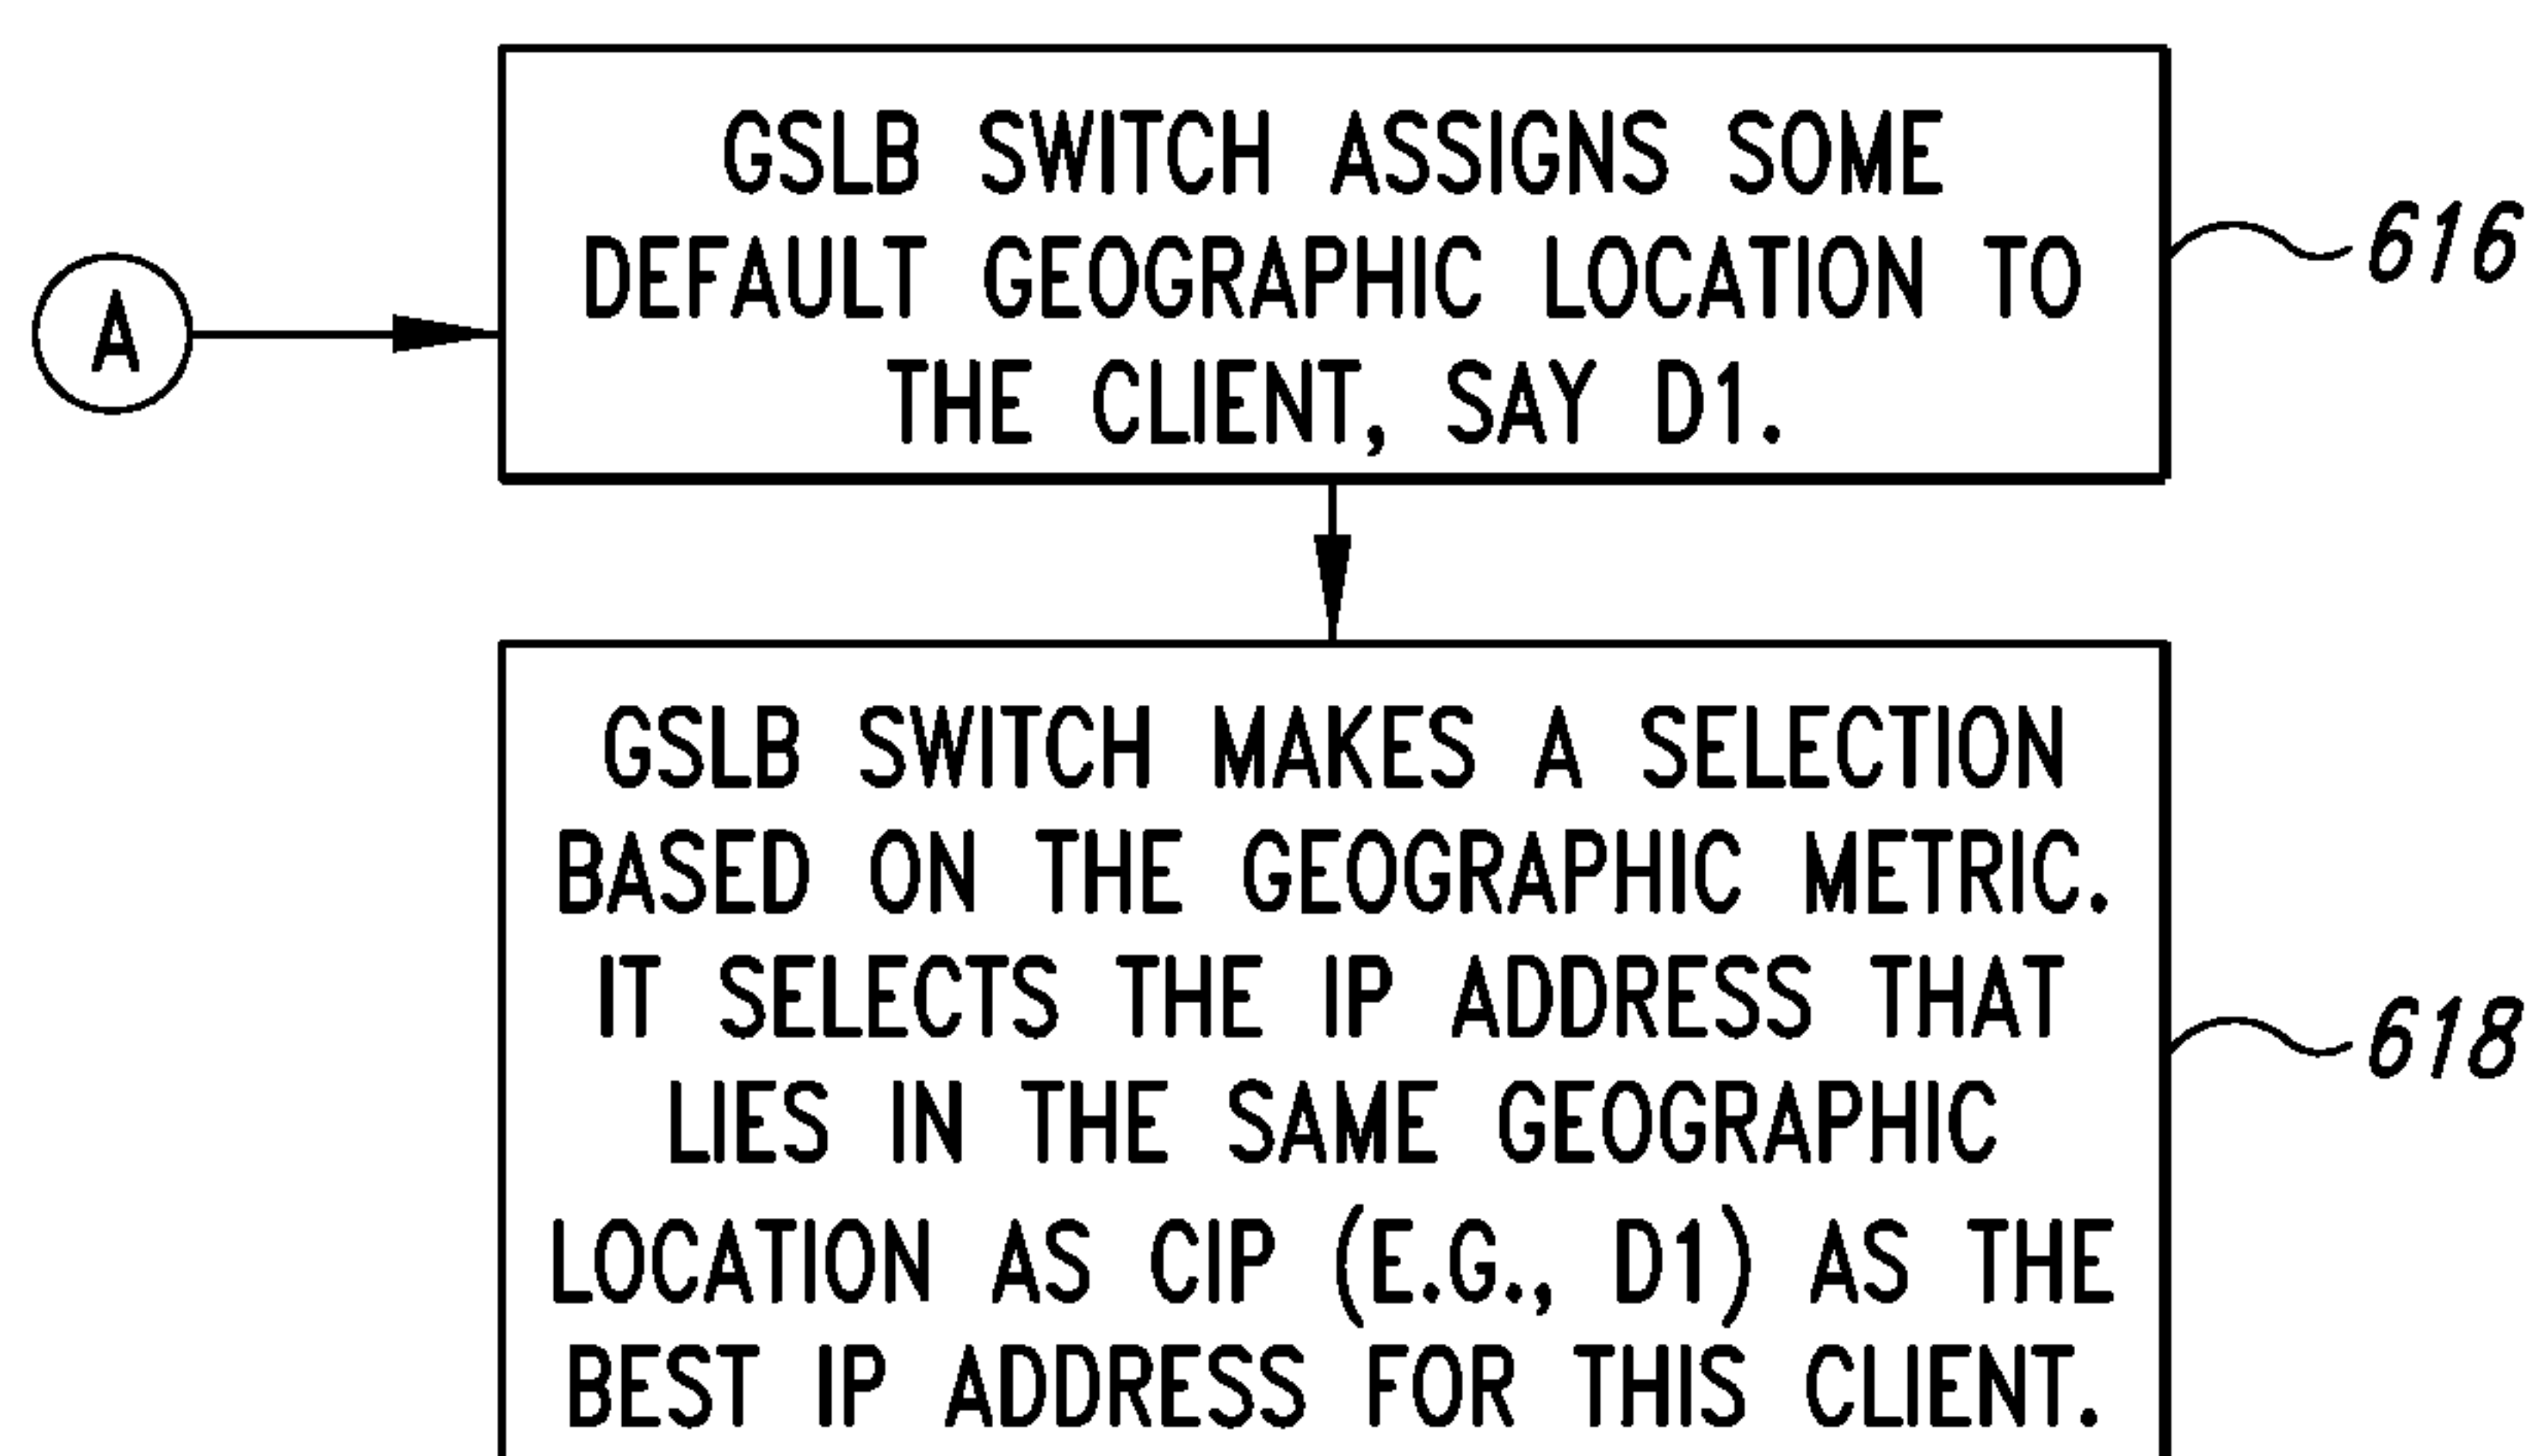 GSLB SWITCH ASSIGNS SOME
DEFAULT GEOGRAPHIC LOCATION TO
THE CLIENT, SAY D1.
616
A
GSLB SWITCH MAKES A SELECTION
BASED ON THE GEOGRAPHIC METRIC.
IT SELECTS THE IP ADDRESS THAT
LIES IN THE SAME GEOGRAPHIC
LOCATION AS CIP (E.G., D1) AS THE
BEST IP ADDRESS FOR THIS CLIENT.
618